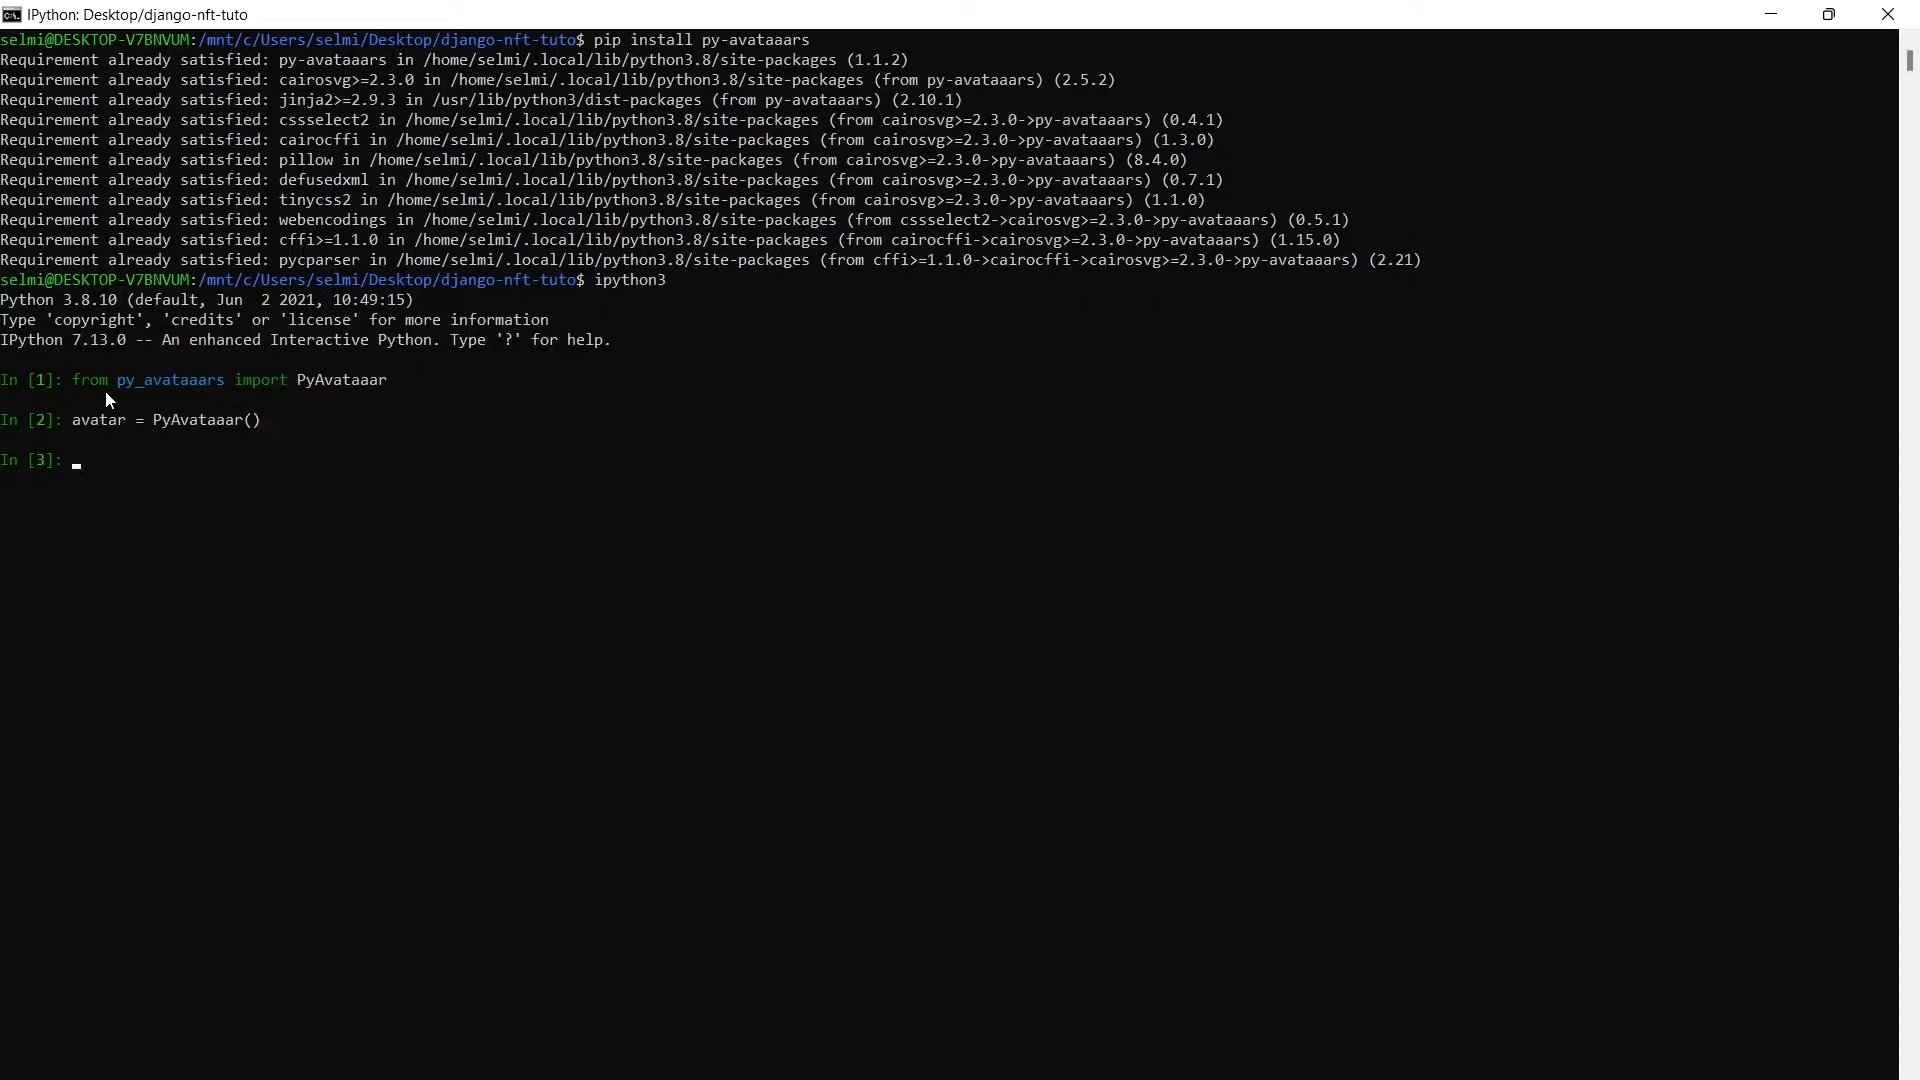 IPython: Desktop/django-nft-tuto
selmi@DESKTOP-V7BNVUM:/mnt/c/Users/selmi/Desktop/django-nft-tuto$ pip install py-avataaars
Requirement already satisfied: py-avataaars in /home/selmi/.local/lib/python3.8/site-packages (1.1.2)
Requirement already satisfied: cairosvg>=2.3.0 in /home/selmi/.local/lib/python3.8/site-packages (from py-avataaars) (2.5.2)
Requirement already satisfied: jinja2>=2.9.3 in /usr/lib/python3/dist-packages (from py-avataaars) (2.10.1)
Requirement already satisfied: cssselect2 in /home/selmi/.local/lib/python3.8/site-packages (from cairosvg>=2.3.0->py-avataaars) (0.4.1)
Requirement already satisfied: cairocffi in /home/selmi/.local/lib/python3.8/site-packages (from cairosvg>=2.3.0->py-avataaars) (1.3.0)
Requirement already satisfied: pillow in /home/selmi/.local/lib/python3.8/site-packages (from cairosvg>=2.3.0->py-avataaars) (8.4.0)
Requirement already satisfied: defusedxml in /home/selmi/.local/lib/python3.8/site-packages (from cairosvg>=2.3.0->py-avataaars) (0.7.1)
Requirement already satisfied: tinycss2 in /home/selmi/.local/lib/python3.8/site-packages (from cairosvg>=2.3.0->py-avataaars) (1.1.0)
Requirement already satisfied: webencodings in /home/selmi/.local/lib/python3.8/site-packages (from cssselect2->cairosvg>=2.3.0->py-avataaars) (0.5.1)
Requirement already satisfied: cffi>=1.1.0 in /home/selmi/.local/lib/python3.8/site-packages (from cairocffi->cairosvg>=2.3.0->py-avataaars) (1.15.0)
Requirement already satisfied: pycparser in /home/selmi/.local/lib/python3.8/site-packages (from cffi>=1.1.0->cairocffi->cairosvg>=2.3.0->py-avataaars) (2.21)
selmi@DESKTOP-V7BNVUM:/mnt/c/Users/selmi/Desktop/django-nft-tuto$ ipython3
Python 3.8.10 (default, Jun  2 2021, 10:49:15)
Type 'copyright', 'credits' or 'license' for more information
IPython 7.13.0 -- An enhanced Interactive Python. Type '?' for help.
In [1]: from py_avataaars import PyAvataaar
In [2]: avatar = PyAvataaar()
In [3]: